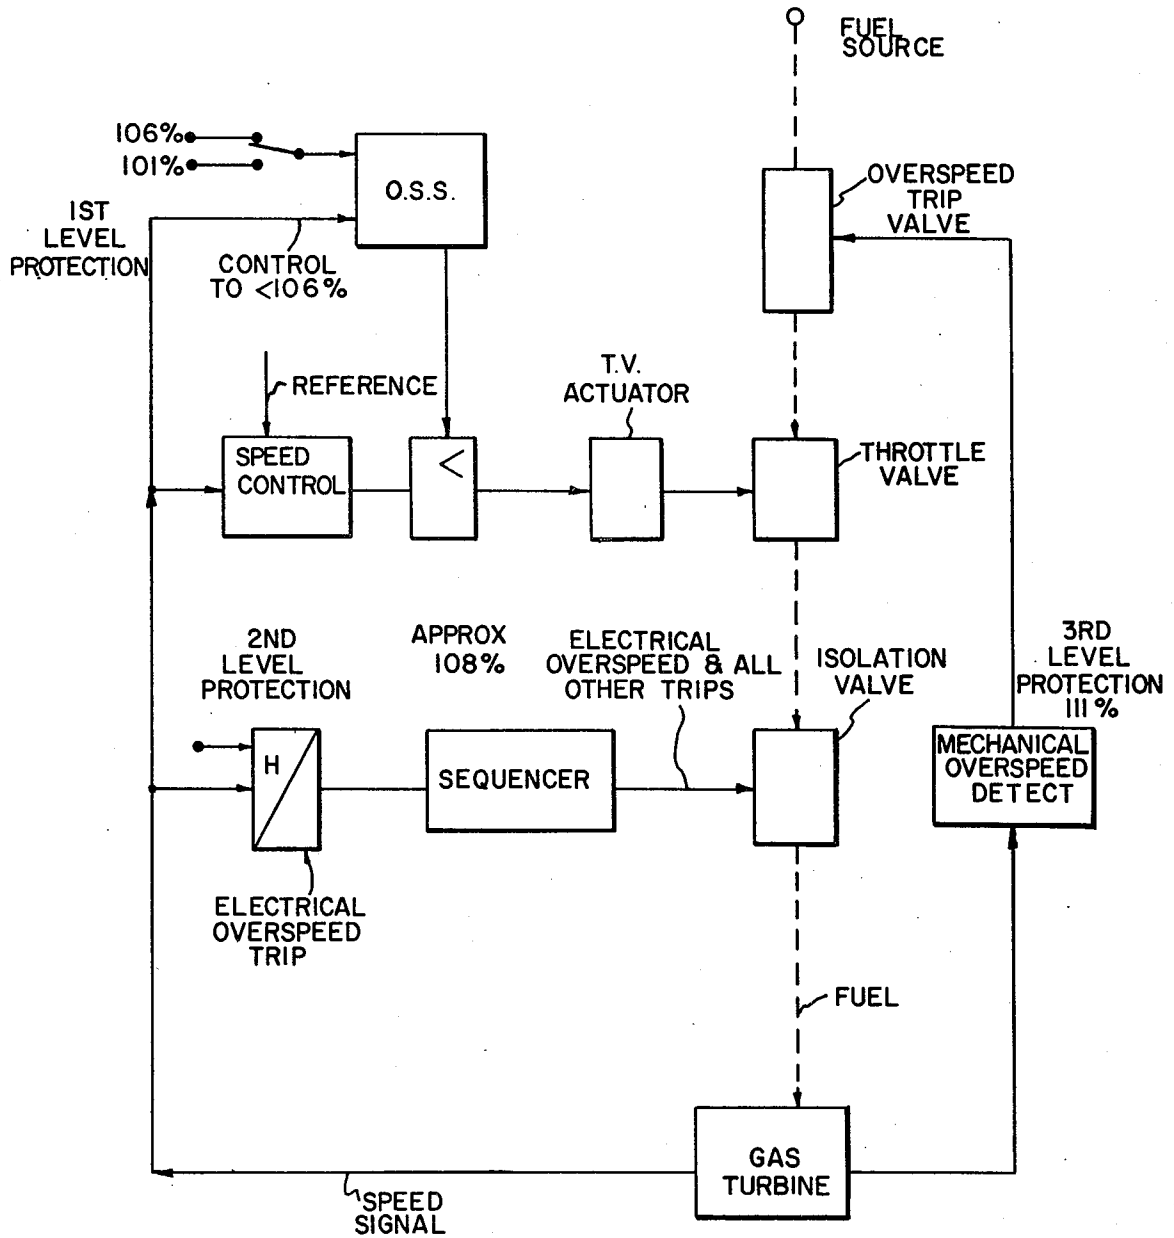 FUEL
SOURCE
106%
101%
O.S.S.
OVERSPEED
TRIP
VALVE
1ST
LEVEL
PROTECTION
CONTROL
TO <106%
REFERENCE
T.V.
ACTUATOR
SPEED
CONTROL
<
THROTTLE
VALVE
2ND
LEVEL
PROTECTION
APPROX
108%
ELECTRICAL
OVERSPEED & ALL
OTHER TRIPS
ISOLATION
VALVE
3RD
LEVEL
PROTECTION
111%
H
SEQUENCER
MECHANICAL
OVERSPEED
DETECT
ELECTRICAL
OVERSPEED
TRIP
FUEL
GAS
TURBINE
SPEED
SIGNAL